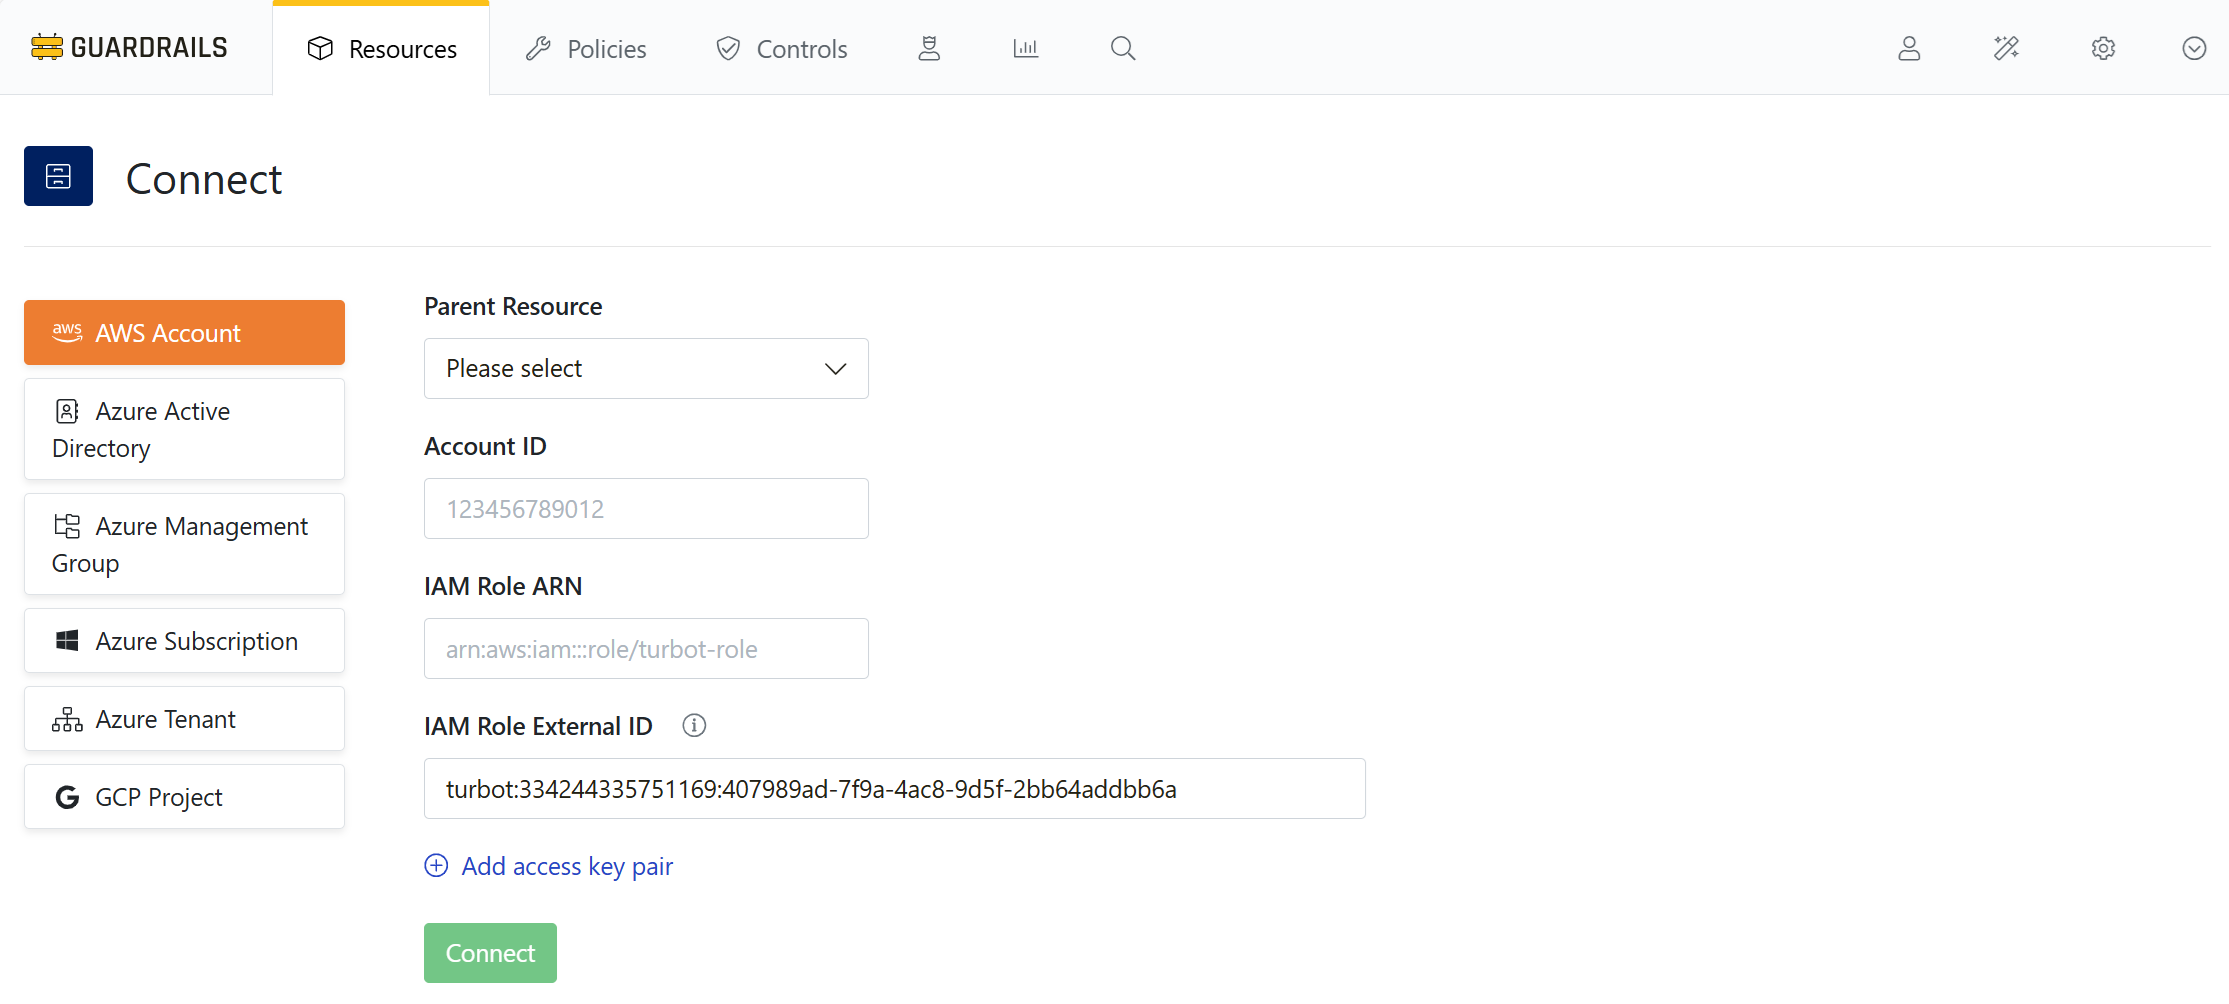 GUARDRAILS
Resources
Policies
Controls
Connect
aws AWS Account
Azure Active
Directory
Azure Management
Group
Azure Subscription
Azure Tenant
G GCP Project
Parent Resource
Please select
Account ID
123456789012
IAM Role ARN
arn:aws:iam:::role/turbot-role
IAM Role External ID
turbot:334244335751169:407989ad-7f9a-4ac8-9d5f-2bb64addbb6a
Add access key pair
Connect